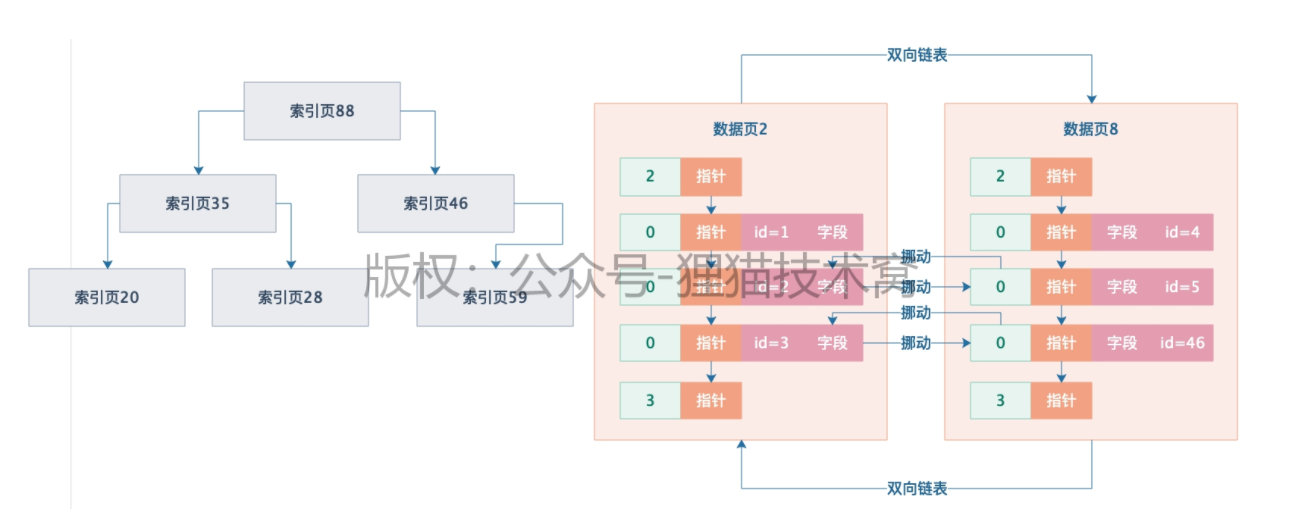 索引页88
索引页35
索引页46
索引页20
索引页28
索引页59
双向链表
数据页2
2 指针
0 指针 id=1 字段
0 指针 id=2 字段
0 指针 id=3 字段
3 指针
挪动
挪动
挪动
挪动
数据页8
2 指针
0 指针 字段 id=4
0 指针 字段 id=5
0 指针 字段 id=46
3 指针
双向链表
版权：公众号-狸猫技术窝